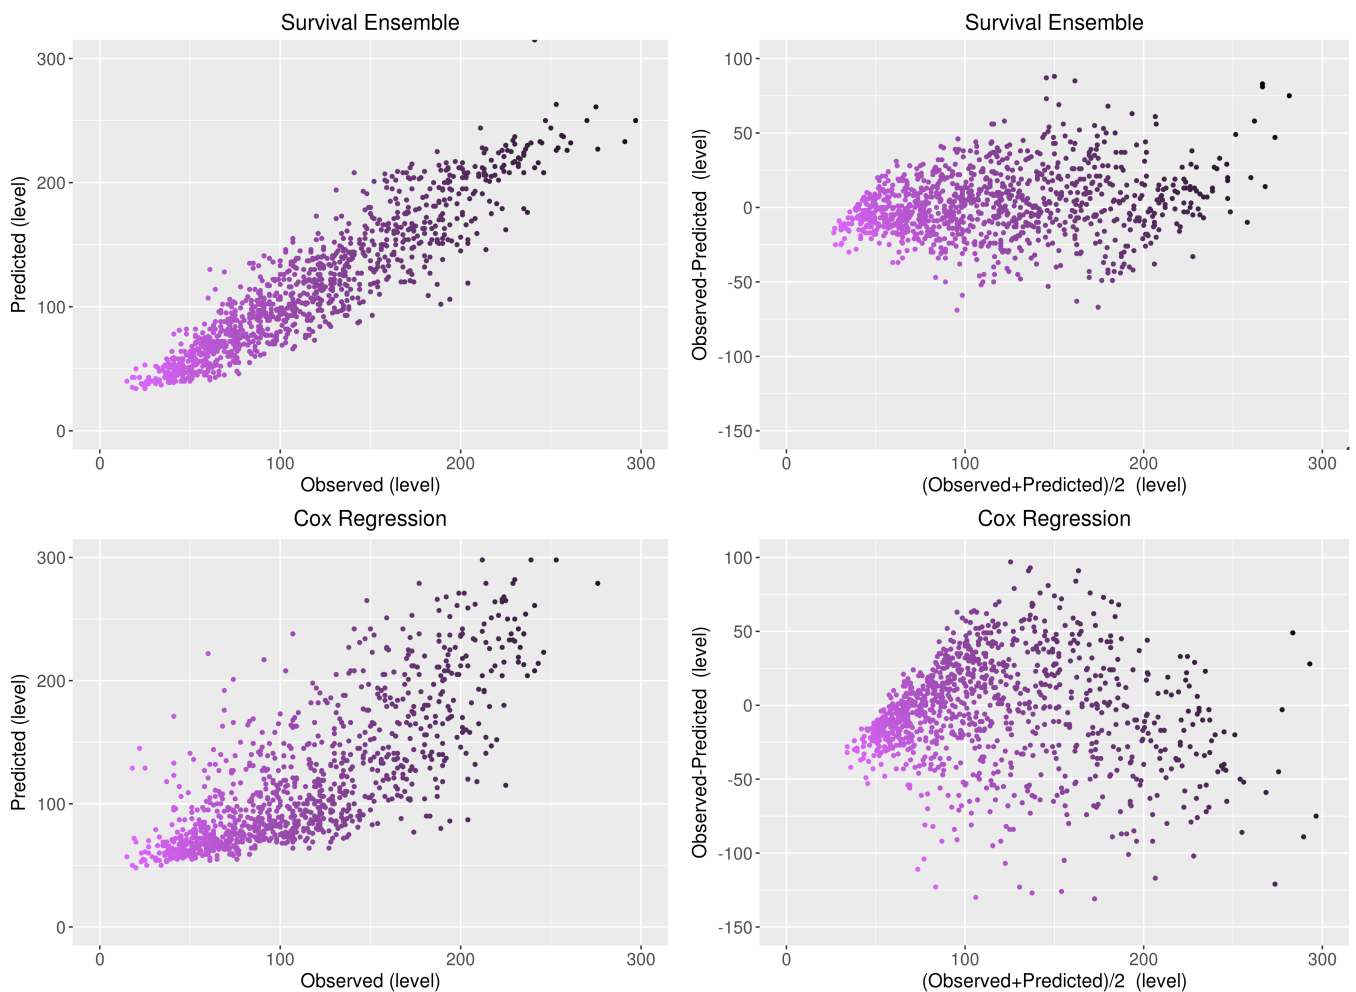 Survival Ensemble
Predicted (level)
300
200
100
0
0 100 200 300
Observed (level)
Survival Ensemble
Observed-Predicted (level)
100
50
0
-50
-100
-150
0 100 200 300
(Observed+Predicted)/2 (level)
Cox Regression
Predicted (level)
300
200
100
0
0 100 200 300
Observed (level)
Cox Regression
Observed-Predicted (level)
100
50
0
-50
-100
-150
0 100 200 300
(Observed+Predicted)/2 (level)